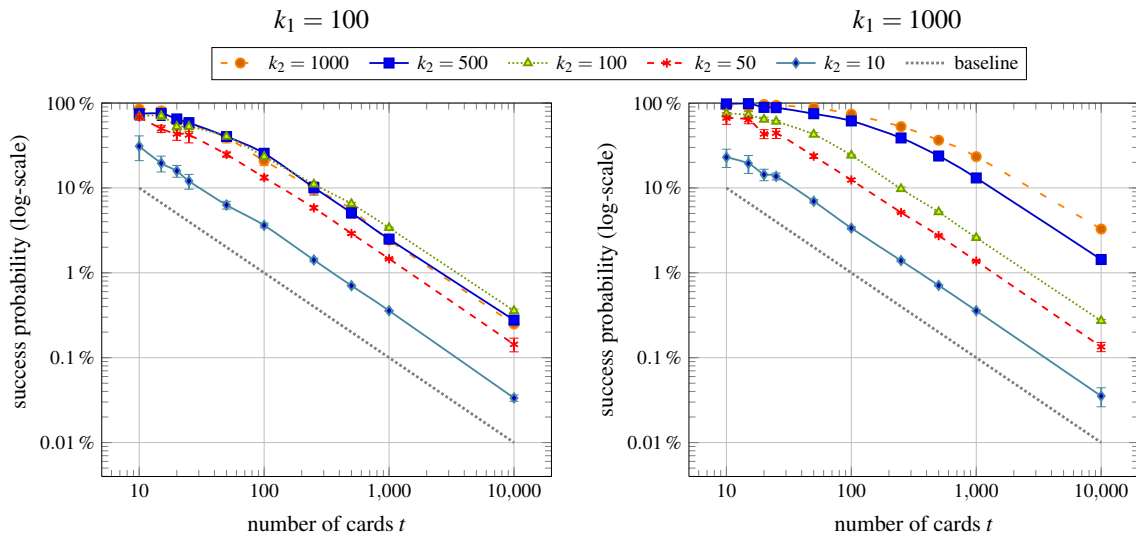 k₁ = 100
k₁ = 1000
k₂ = 1000 k₂ = 500 k₂ = 100 k₂ = 50 k₂ = 10 baseline
success probability (log-scale)
100 %
10 %
1 %
0.1 %
0.01 %
10 100 1,000 10,000
number of cards t
success probability (log-scale)
100 %
10 %
1 %
0.1 %
0.01 %
10 100 1,000 10,000
number of cards t